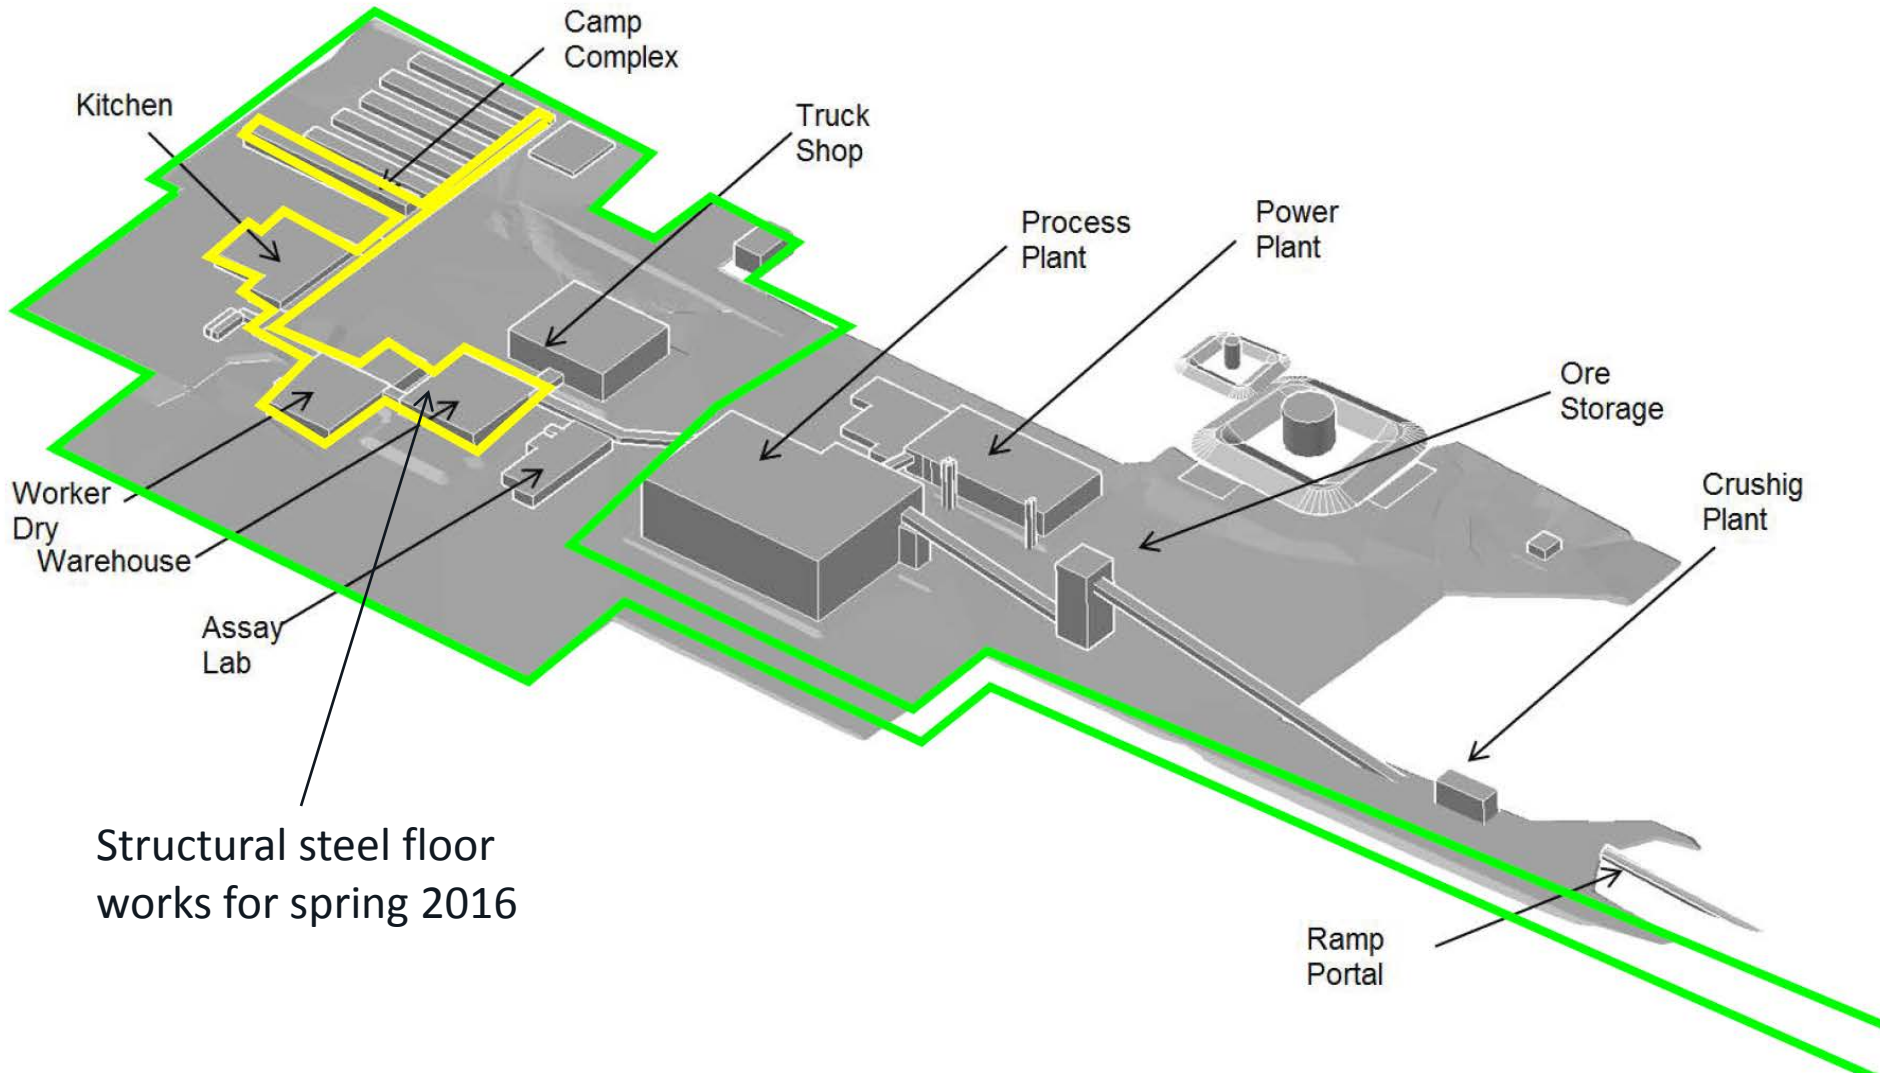 Camp
Complex
Kitchen
Truck
Shop
Process
Plant
Power
Plant
Ore
Storage
Crushig
Plant
Worker
Dry
Warehouse
Assay
Lab
Structural steel floor
works for spring 2016
Ramp
Portal